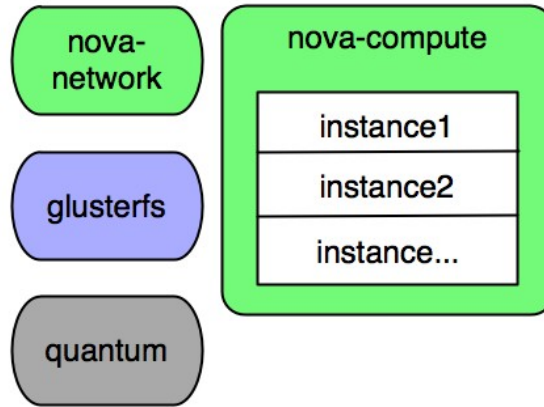 nova-
network
nova-compute
instance1
instance2
instance...
glusterfs
quantum